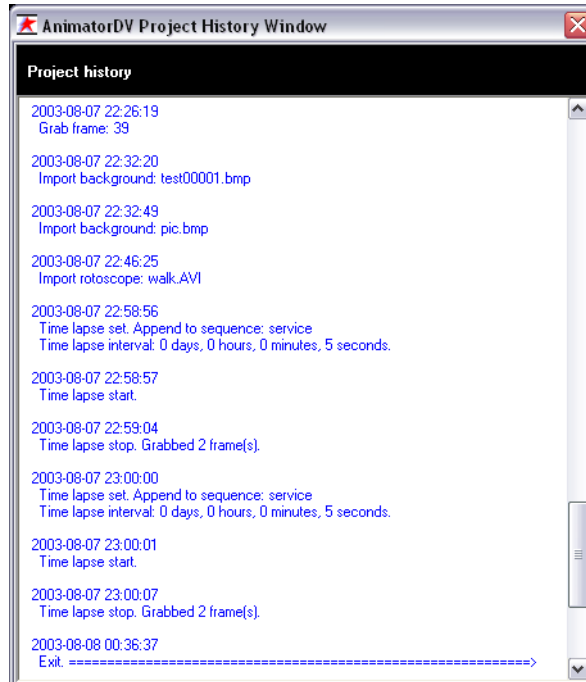 AnimatorDV Project History Window
Project history
2003-08-07 22:26:19
Grab frame: 39
2003-08-07 22:32:20
Import background: test00001.bmp
2003-08-07 22:32:49
Import background: pic.bmp
2003-08-07 22:46:25
Import rotoscope: walk.AVI
2003-08-07 22:58:56
Time lapse set. Append to sequence: service
Time lapse interval: 0 days, 0 hours, 0 minutes, 5 seconds.
2003-08-07 22:58:57
Time lapse start.
2003-08-07 22:59:04
Time lapse stop. Grabbed 2 frame(s).
2003-08-07 23:00:00
Time lapse set. Append to sequence: service
Time lapse interval: 0 days, 0 hours, 0 minutes, 5 seconds.
2003-08-07 23:00:01
Time lapse start.
2003-08-07 23:00:07
Time lapse stop. Grabbed 2 frame(s).
2003-08-08 00:36:37
Exit. ============================================================>